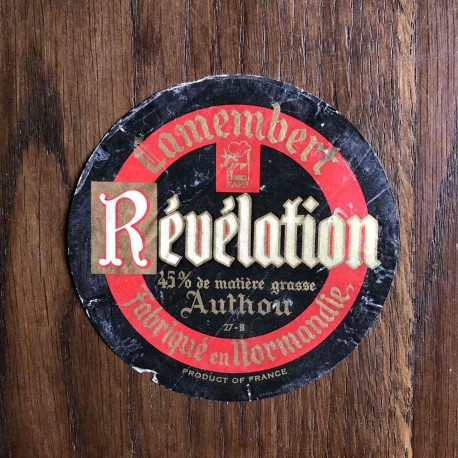 Camembert
Révélation
45% de matière grasse
Authou
27-B
Fabriqué en Normandie
PRODUCT OF FRANCE